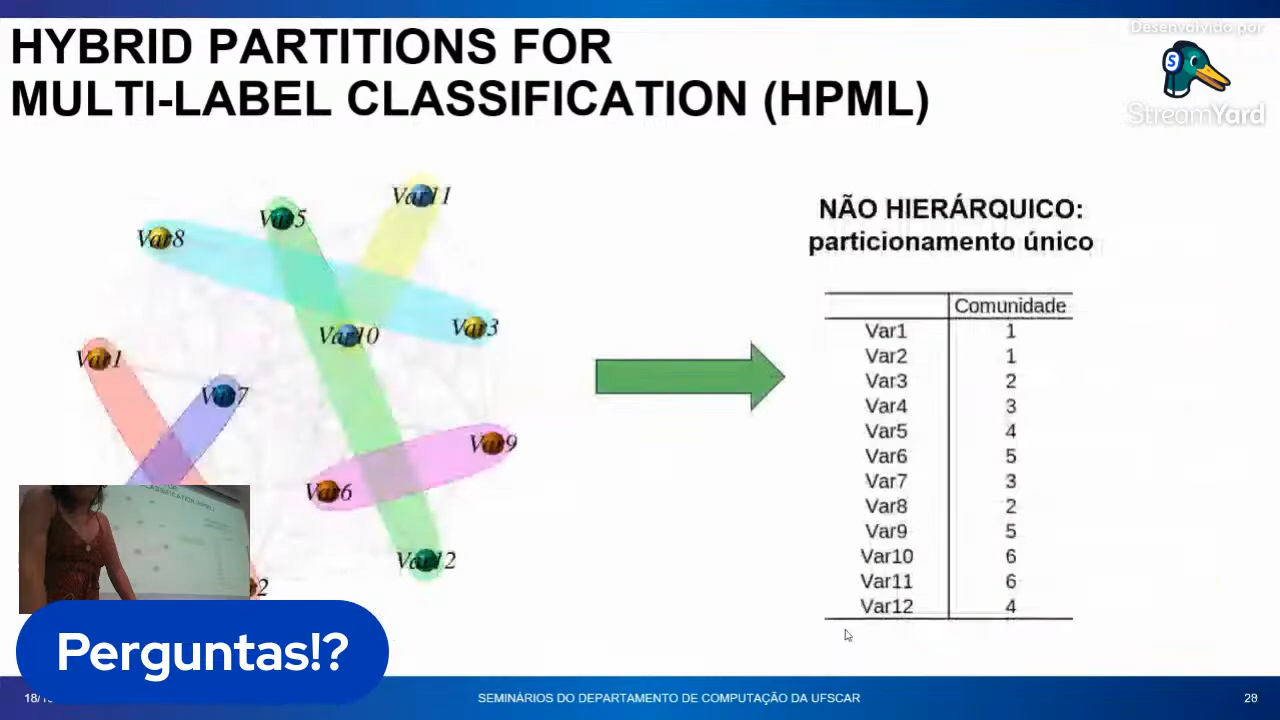 HYBRID PARTITIONS FOR
MULTI-LABEL CLASSIFICATION (HPML)
Desenvolvido por
StreamYard
Var11
Var5
Var8
Var10
Var3
Var1
Var7
Var9
Var6
Var12
2
NÃO HIERÁRQUICO:
particionamento único
Comunidade
Var1 1
Var2 1
Var3 2
Var4 3
Var5 4
Var6 5
Var7 3
Var8 2
Var9 5
Var10 6
Var11 6
Var12 4
Perguntas!?
SEMINÁRIOS DO DEPARTAMENTO DE COMPUTAÇÃO DA UFSCAR
28